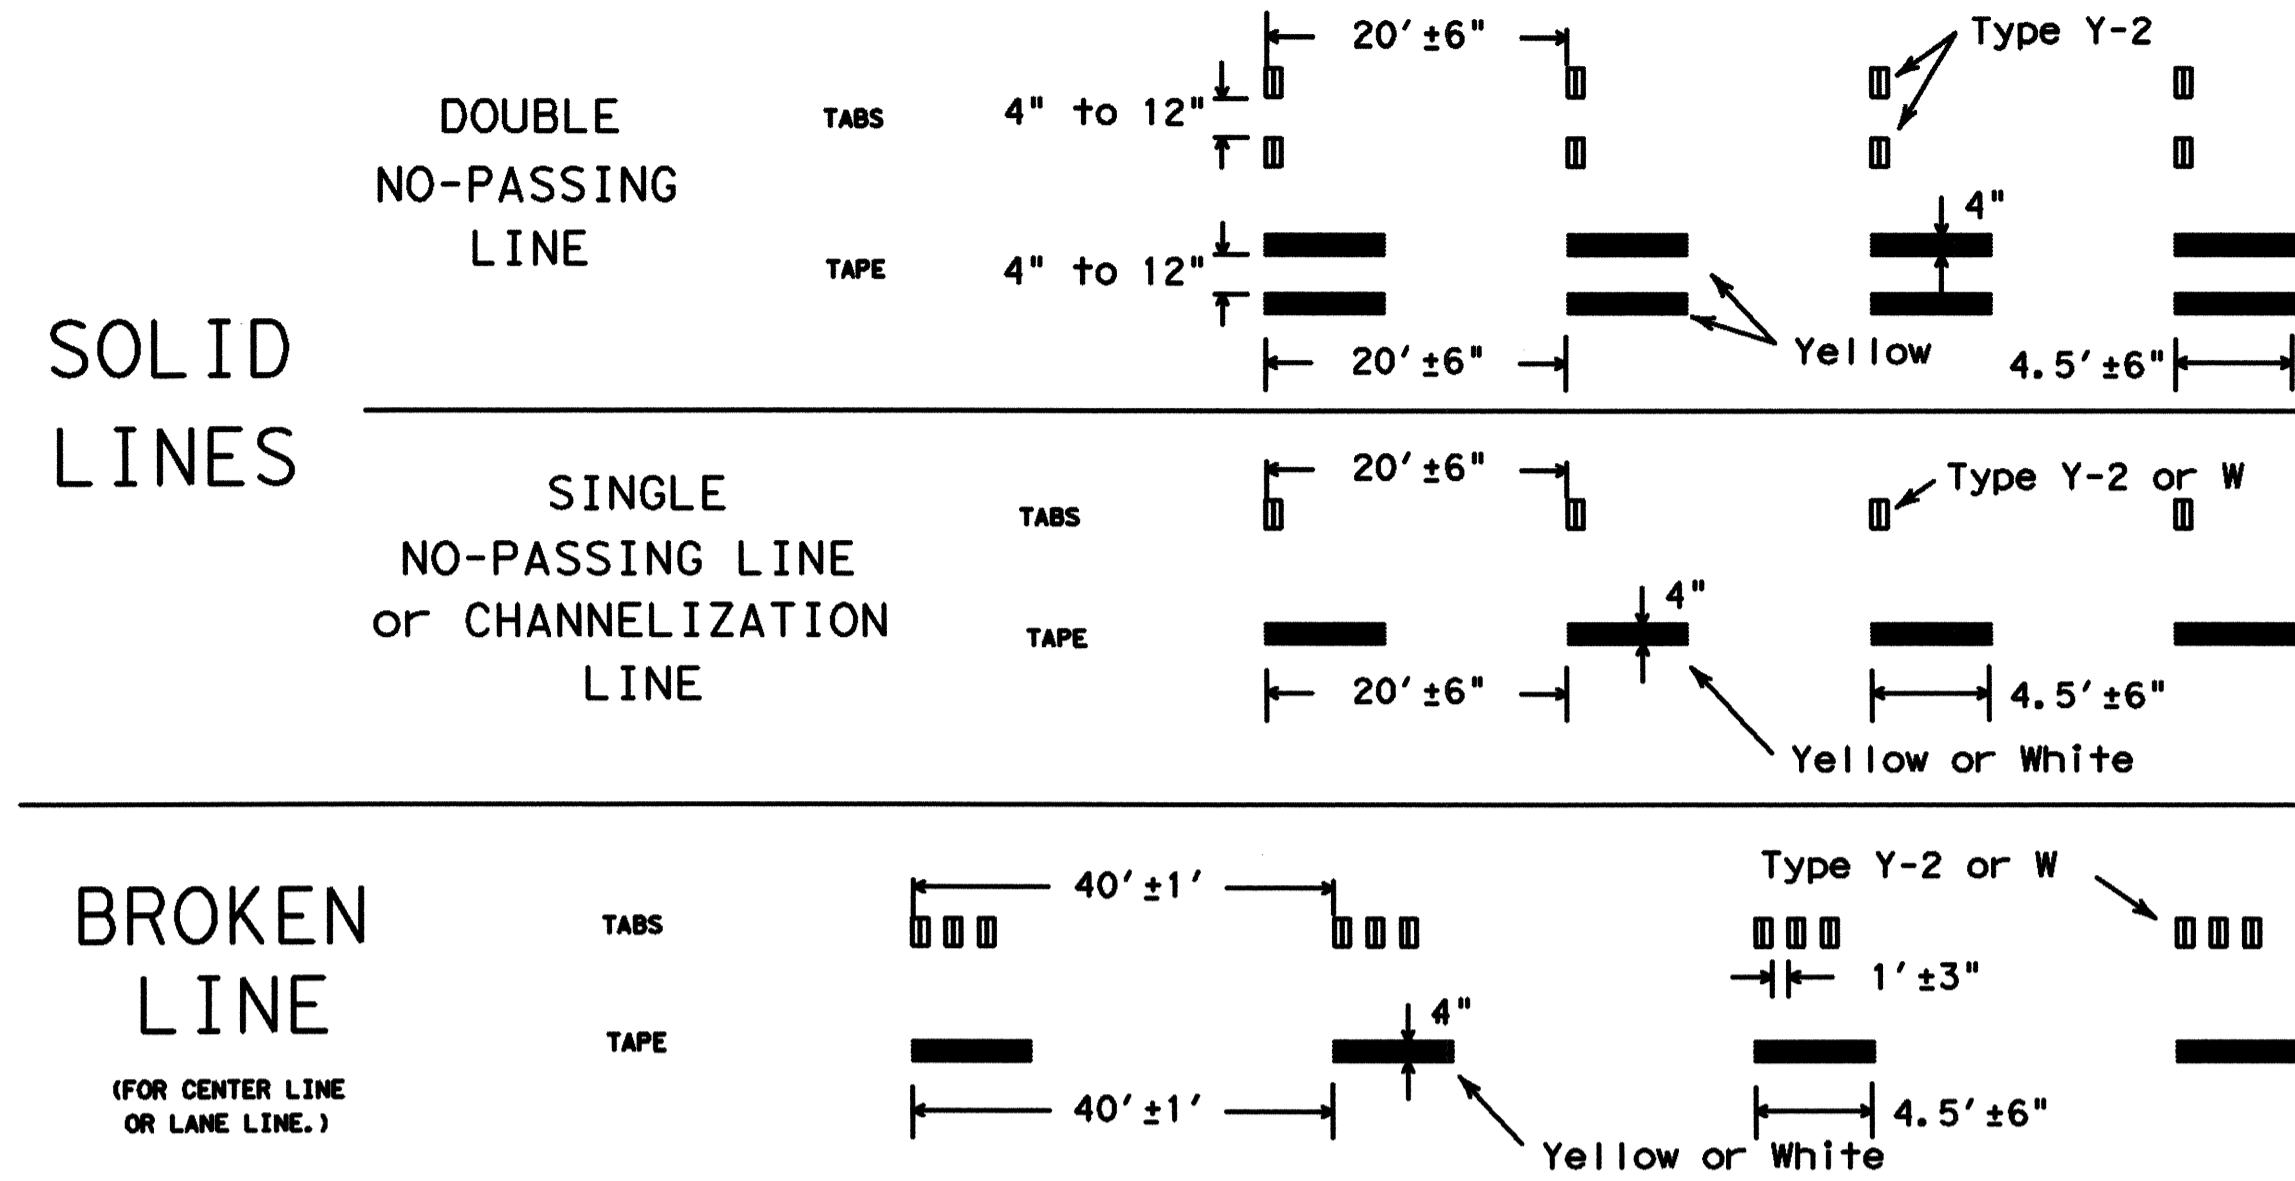 SOLID
LINES
DOUBLE
NO-PASSING
LINE
TABS
4" to 12"
20'±6"
Type Y-2
TAPE
4" to 12"
4"
20'±6"
Yellow
4.5'±6"
SINGLE
NO-PASSING LINE
or CHANNELIZATION
LINE
TABS
20'±6"
Type Y-2 or W
TAPE
4"
20'±6"
4.5'±6"
Yellow or White
BROKEN
LINE
(FOR CENTER LINE
OR LANE LINE.)
TABS
40'±1'
Type Y-2 or W
1'±3"
TAPE
4"
40'±1'
4.5'±6"
Yellow or White